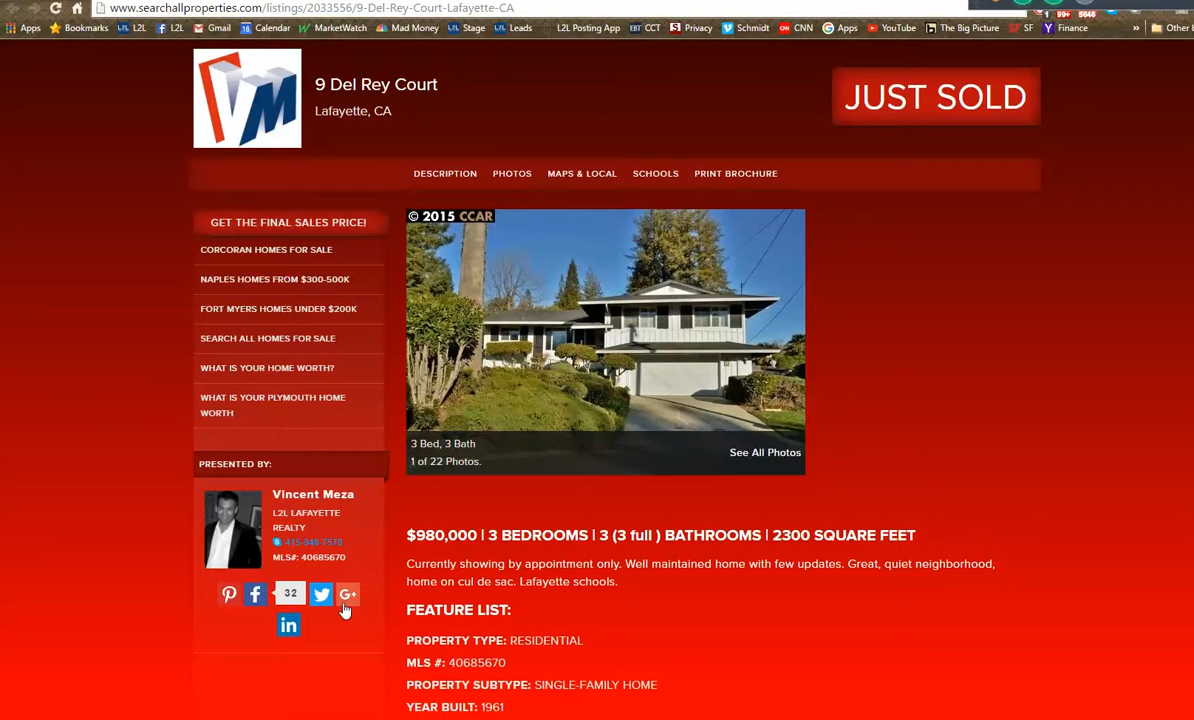 www.searchallproperties.com/listings/2033556/9-Del-Rey-Court-Lafayette-CA
Apps Bookmarks L2L L2L Gmail 18 Calendar MarketWatch Mad Money Stage Leads L2L Posting App EBT CCT Privacy Schmidt CNN Apps YouTube The Big Picture SF Finance » Other b
VM
9 Del Rey Court
Lafayette, CA
JUST SOLD
DESCRIPTION PHOTOS MAPS & LOCAL SCHOOLS PRINT BROCHURE
GET THE FINAL SALES PRICE!
CORCORAN HOMES FOR SALE
NAPLES HOMES FROM $300-500K
FORT MYERS HOMES UNDER $200K
SEARCH ALL HOMES FOR SALE
WHAT IS YOUR HOME WORTH?
WHAT IS YOUR PLYMOUTH HOME
WORTH
PRESENTED BY:
Vincent Meza
L2L LAFAYETTE
REALTY
415-948-7578
MLS#: 40685670
32
G+
in
© 2015 CCAR
3 Bed, 3 Bath
1 of 22 Photos.
See All Photos
$980,000 | 3 BEDROOMS | 3 (3 full ) BATHROOMS | 2300 SQUARE FEET
Currently showing by appointment only. Well maintained home with few updates. Great, quiet neighborhood,
home on cul de sac. Lafayette schools.
FEATURE LIST:
PROPERTY TYPE: RESIDENTIAL
MLS #: 40685670
PROPERTY SUBTYPE: SINGLE-FAMILY HOME
YEAR BUILT: 1961